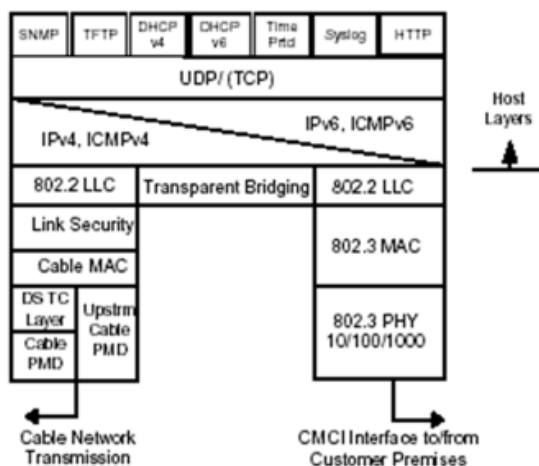 SNMP
TFTP
DHCP
v4
DHCP
v6
Time
Prtcl
Syslog
HTTP
UDP/ (TCP)
IPv4, ICMPv4
IPv6, ICMPv6
Host
Layers
802.2 LLC
Transparent Bridging
802.2 LLC
Link Security
Cable MAC
802.3 MAC
DS TC
Layer
Cable
PMD
Upstrm
Cable
PMD
802.3 PHY
10/100/1000
Cable Network
Transmission
CMCI Interface to/from
Customer Premises